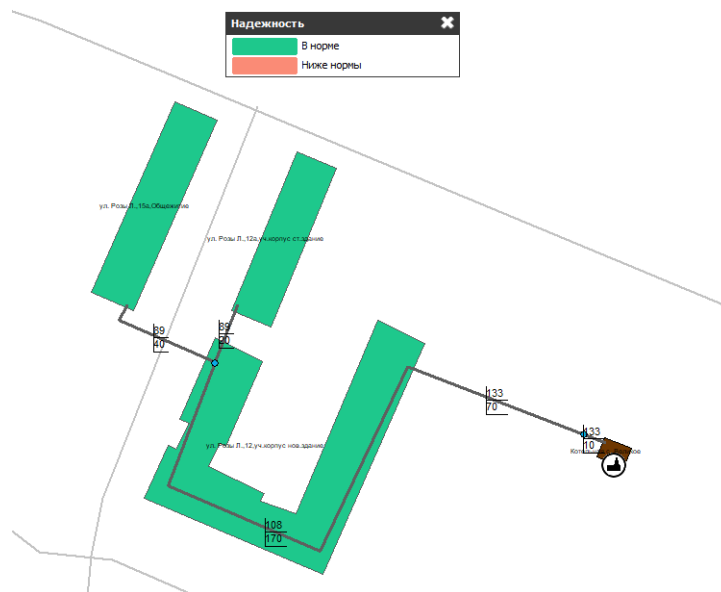 Надежность
В норме
Ниже нормы
ул. Розы Л.,15а,Общежитие
ул. Розы Л.,12а,уч.корпус ст.здание
89
40
89
20
133
70
133
10
ул. Розы Л.,12,уч.корпус нов.здание
108
170